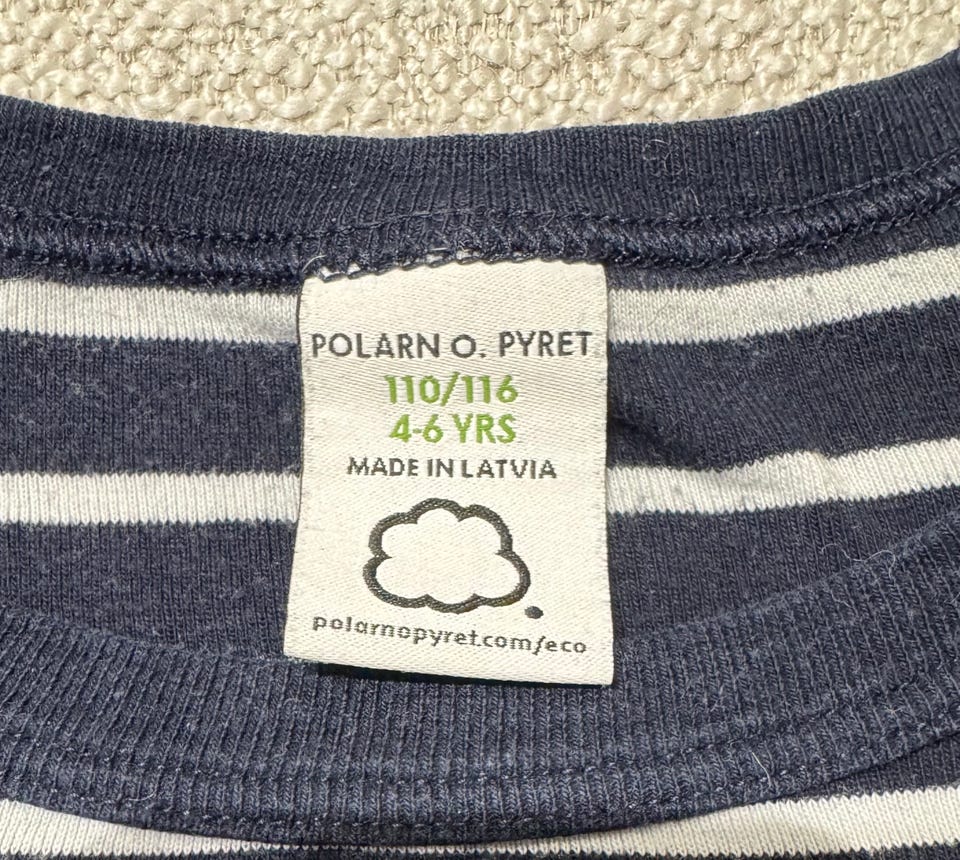 POLARN O. PYRET
110/116
4-6 YRS
MADE IN LATVIA
polarnopyret.com/eco